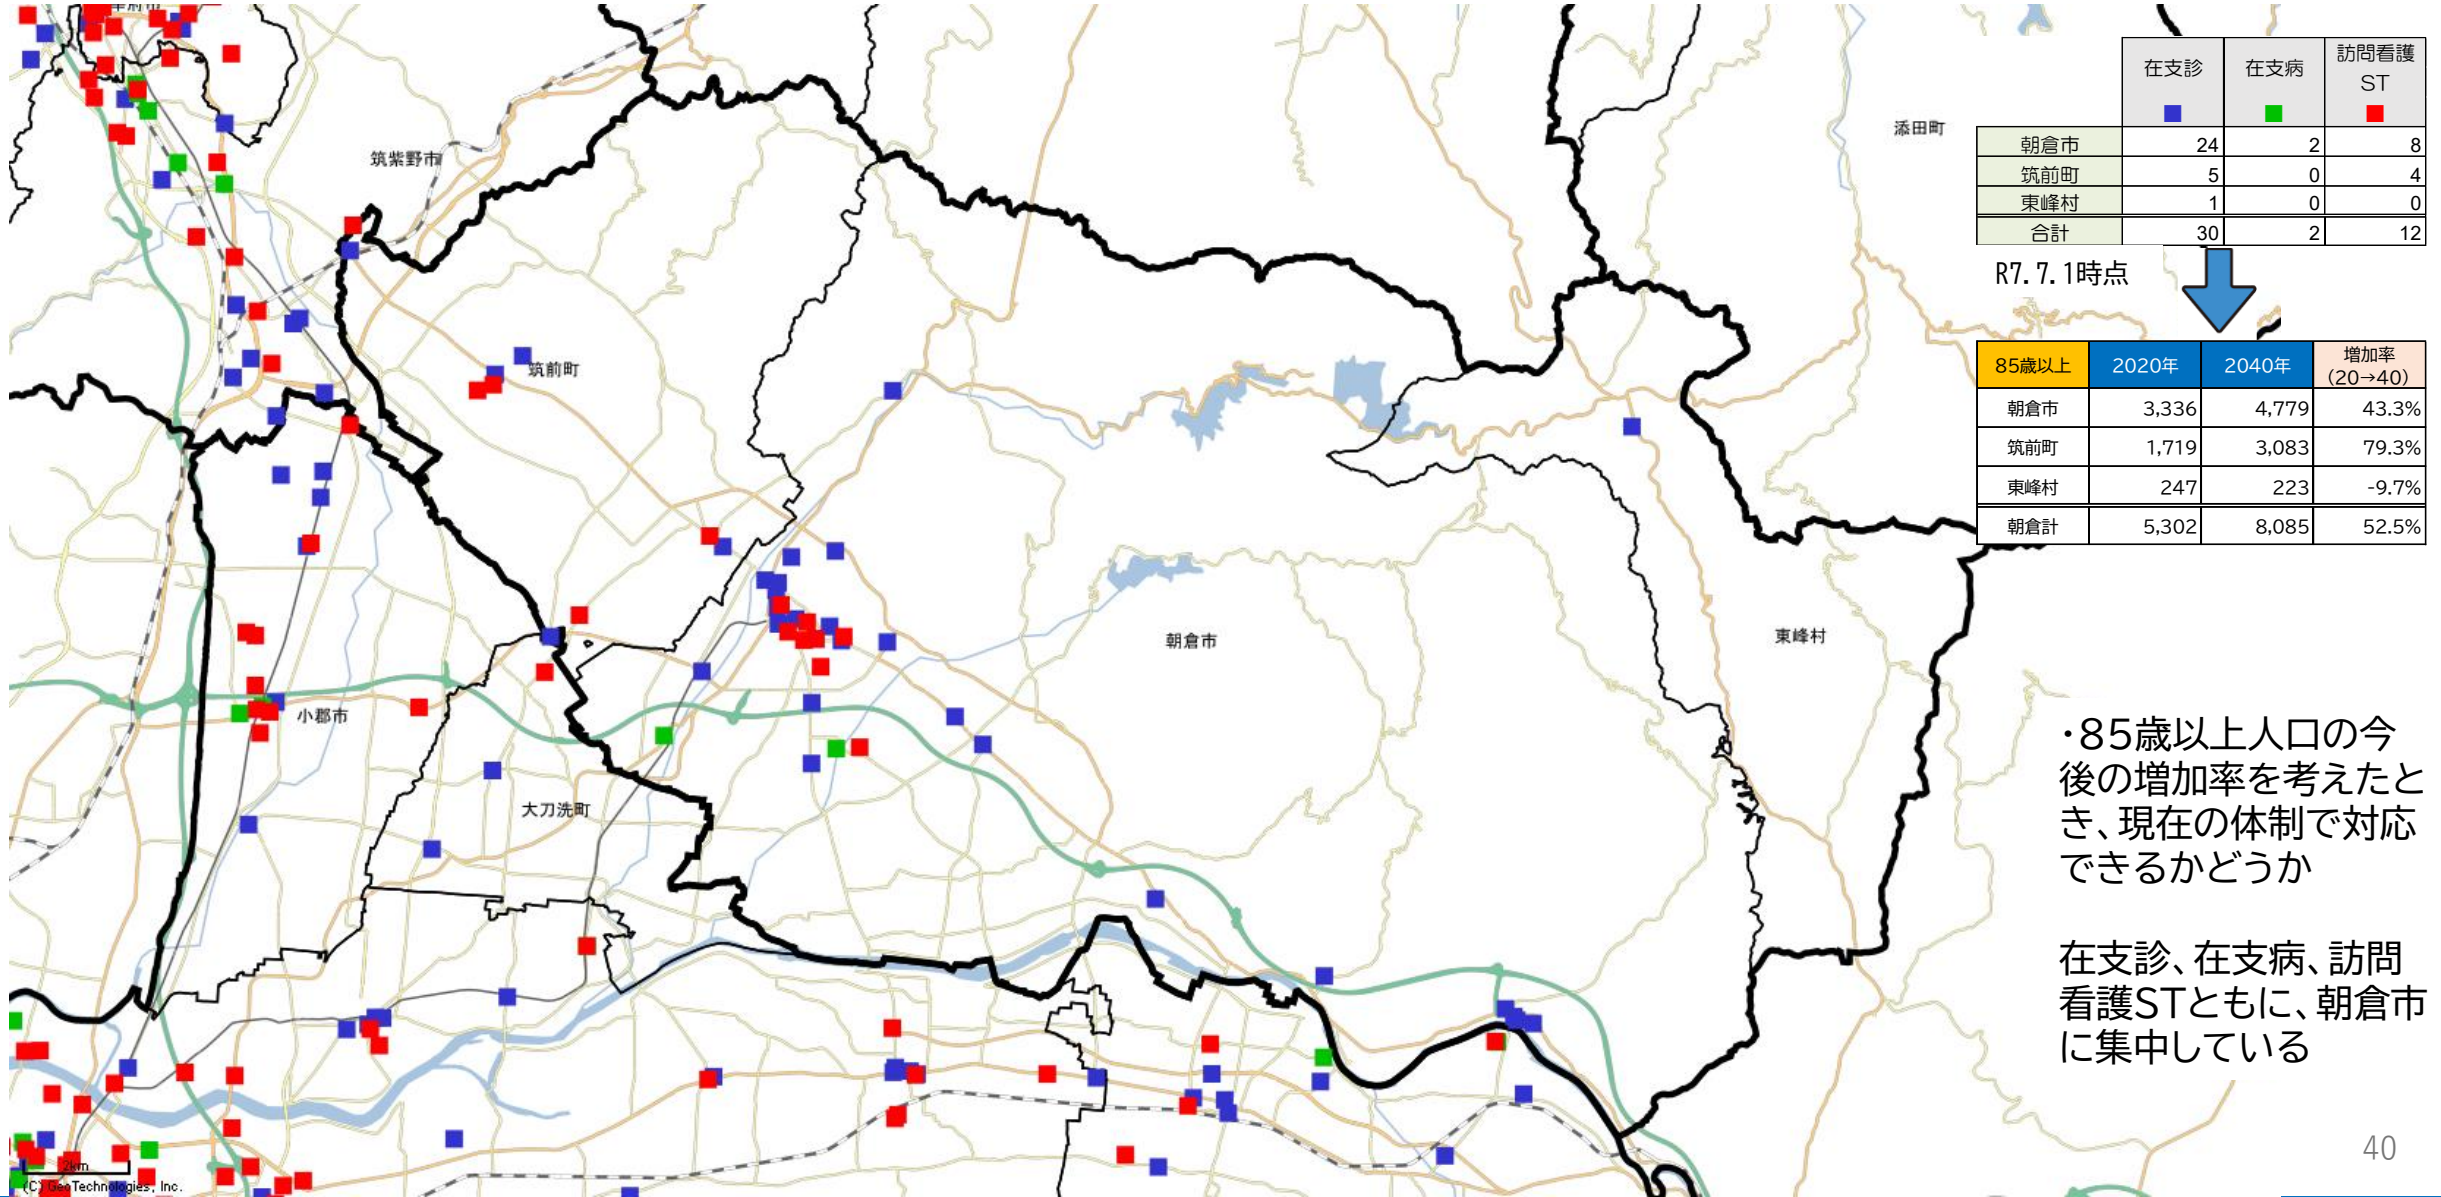 筑紫野市
添田町
筑前町
朝倉市
東峰村
小郡市
大刀洗町
2km
(C) GeoTechnologies, Inc.
在支診 在支病 訪問看護ST
朝倉市 24 2 8
筑前町 5 0 4
東峰村 1 0 0
合計 30 2 12
R7.7.1時点
85歳以上 2020年 2040年 増加率(20→40)
朝倉市 3,336 4,779 43.3%
筑前町 1,719 3,083 79.3%
東峰村 247 223 -9.7%
朝倉計 5,302 8,085 52.5%
・85歳以上人口の今
後の増加率を考えたと
き、現在の体制で対応
できるかどうか
在支診、在支病、訪問
看護STともに、朝倉市
に集中している
40